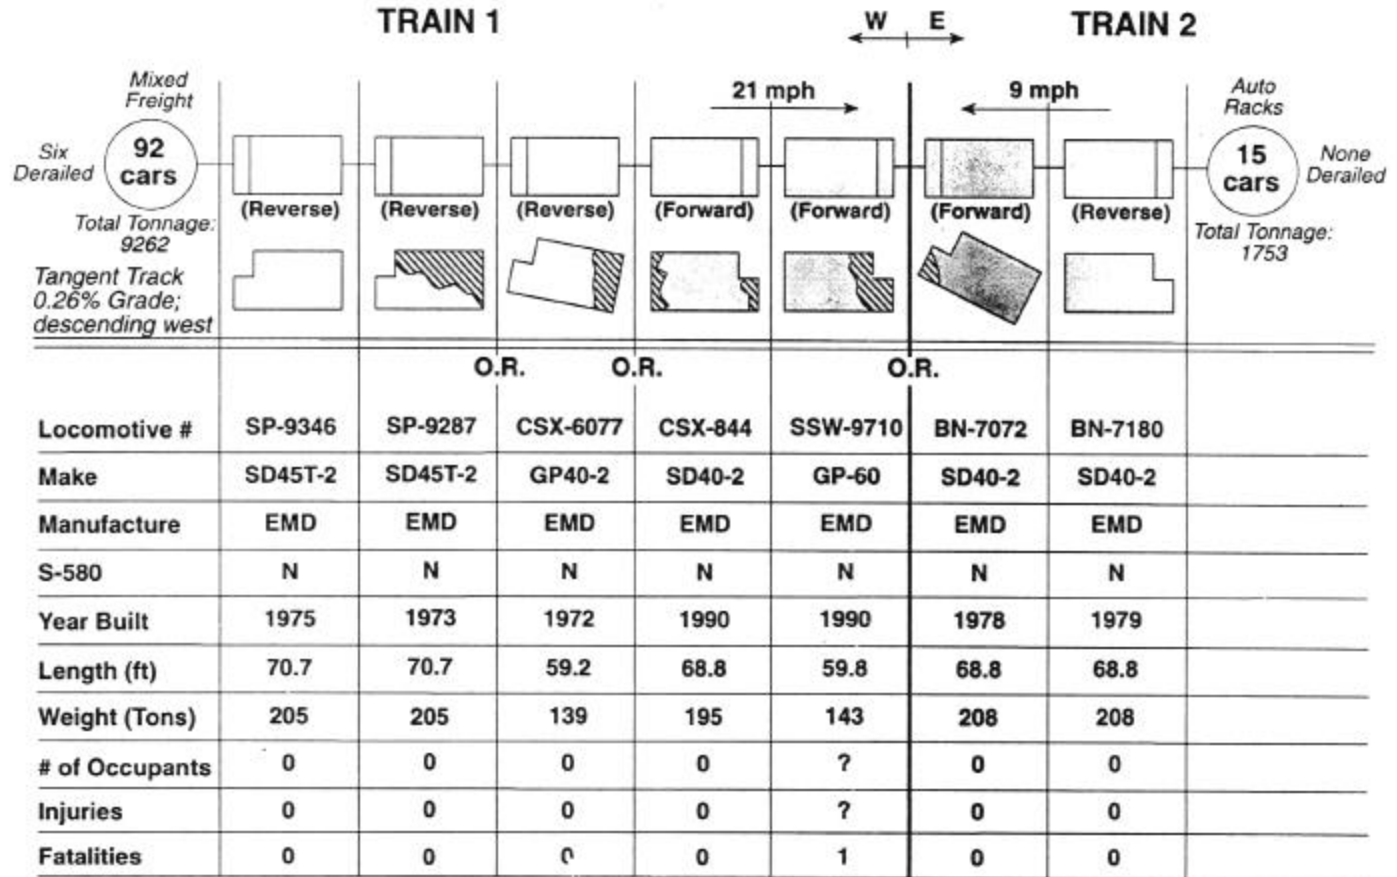 TRAIN 1
W E
TRAIN 2
Mixed
Freight
21 mph
9 mph
Auto
Racks
Six
Derailed
92
cars
15
cars
None
Derailed
(Reverse) (Reverse) (Reverse) (Forward) (Forward) (Forward) (Reverse)
Total Tonnage:
9262
Total Tonnage:
1753
Tangent Track
0.26% Grade;
descending west
O.R. O.R. O.R.
Locomotive # SP-9346 SP-9287 CSX-6077 CSX-844 SSW-9710 BN-7072 BN-7180
Make SD45T-2 SD45T-2 GP40-2 SD40-2 GP-60 SD40-2 SD40-2
Manufacture EMD EMD EMD EMD EMD EMD EMD
S-580 N N N N N N N
Year Built 1975 1973 1972 1990 1990 1978 1979
Length (ft) 70.7 70.7 59.2 68.8 59.8 68.8 68.8
Weight (Tons) 205 205 139 195 143 208 208
# of Occupants 0 0 0 0 ? 0 0
Injuries 0 0 0 0 ? 0 0
Fatalities 0 0 0 0 1 0 0